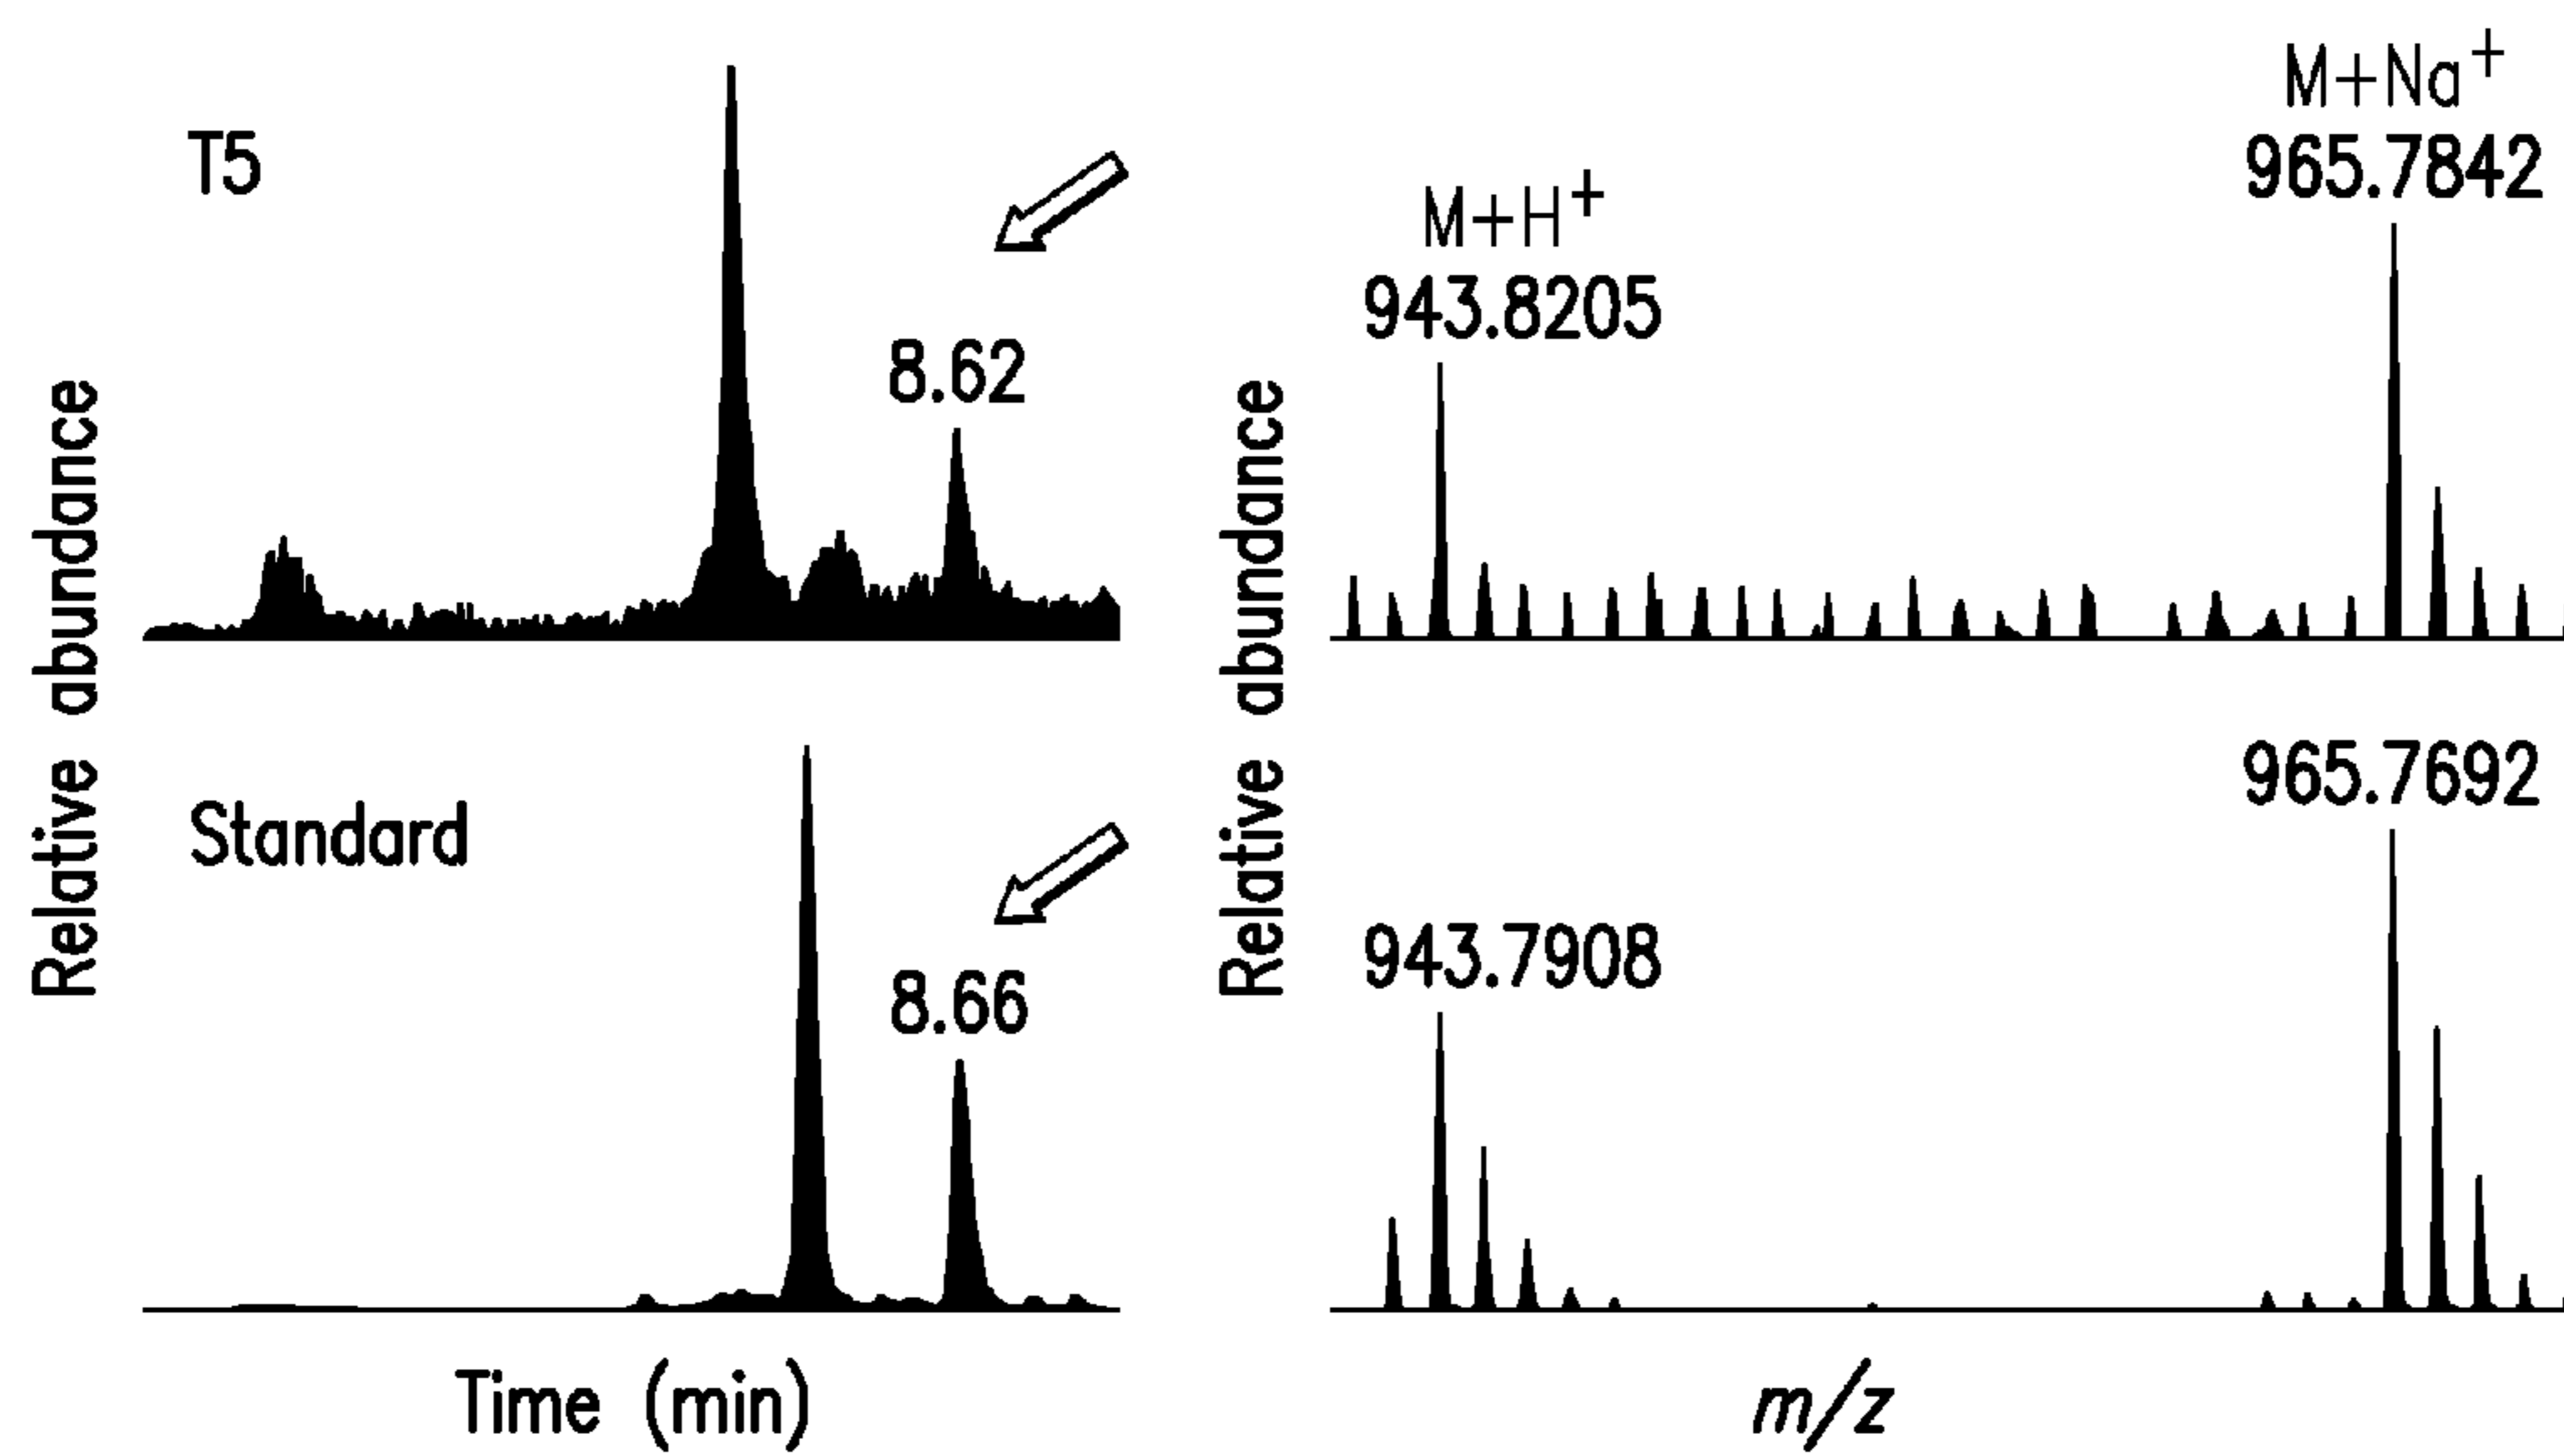 T5
8.62
Relative abundance
Standard
8.66
Time (min)
M+H+
943.8205
M+Na+
965.7842
Relative abundance
943.7908
965.7692
m/z